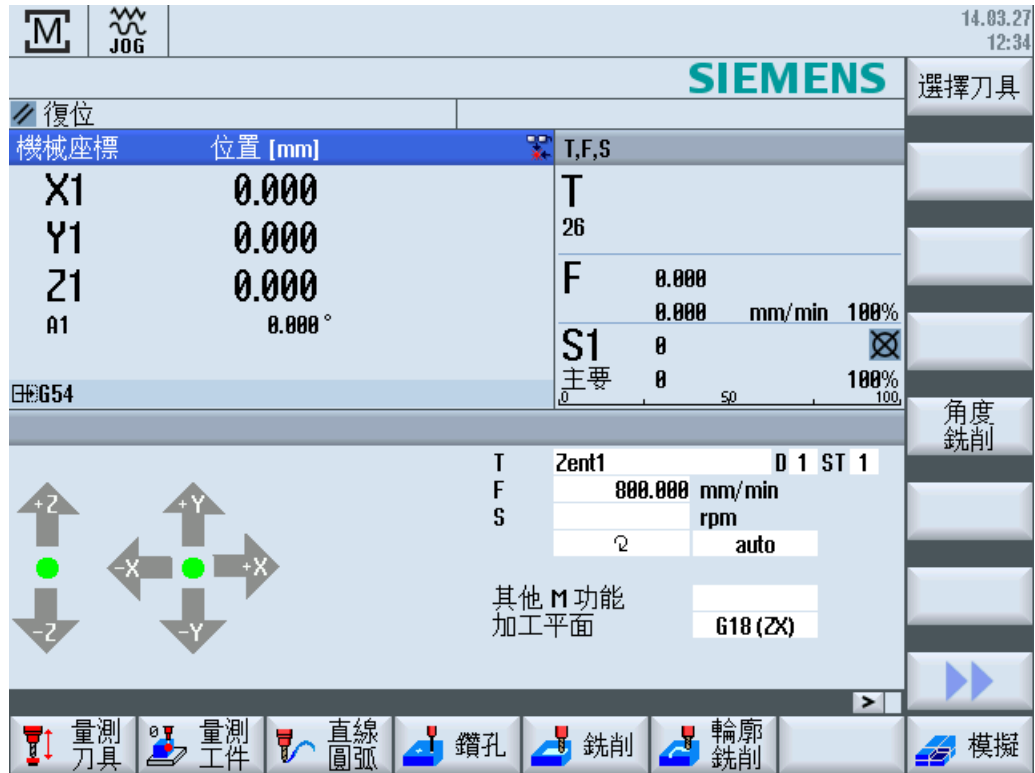 M
JOG
14.03.27
12:34
SIEMENS
選擇刀具
復位
機械座標 位置 [mm]
T,F,S
X1 0.000
T
Y1 0.000
26
Z1 0.000
F 0.000
A1 0.000 °
0.000 mm/min 100%
S1 0
主要 0 100%
G54
0 50 100
角度
銑削
T Zent1 D 1 ST 1
F 800.000 mm/min
S rpm
auto
+Z +Y
-X +X
-Z -Y
其他 M 功能
加工平面 G18 (ZX)
>
量測
刀具
量測
工件
直線
圓弧
鑽孔
銑削
輪廓
銑削
模擬